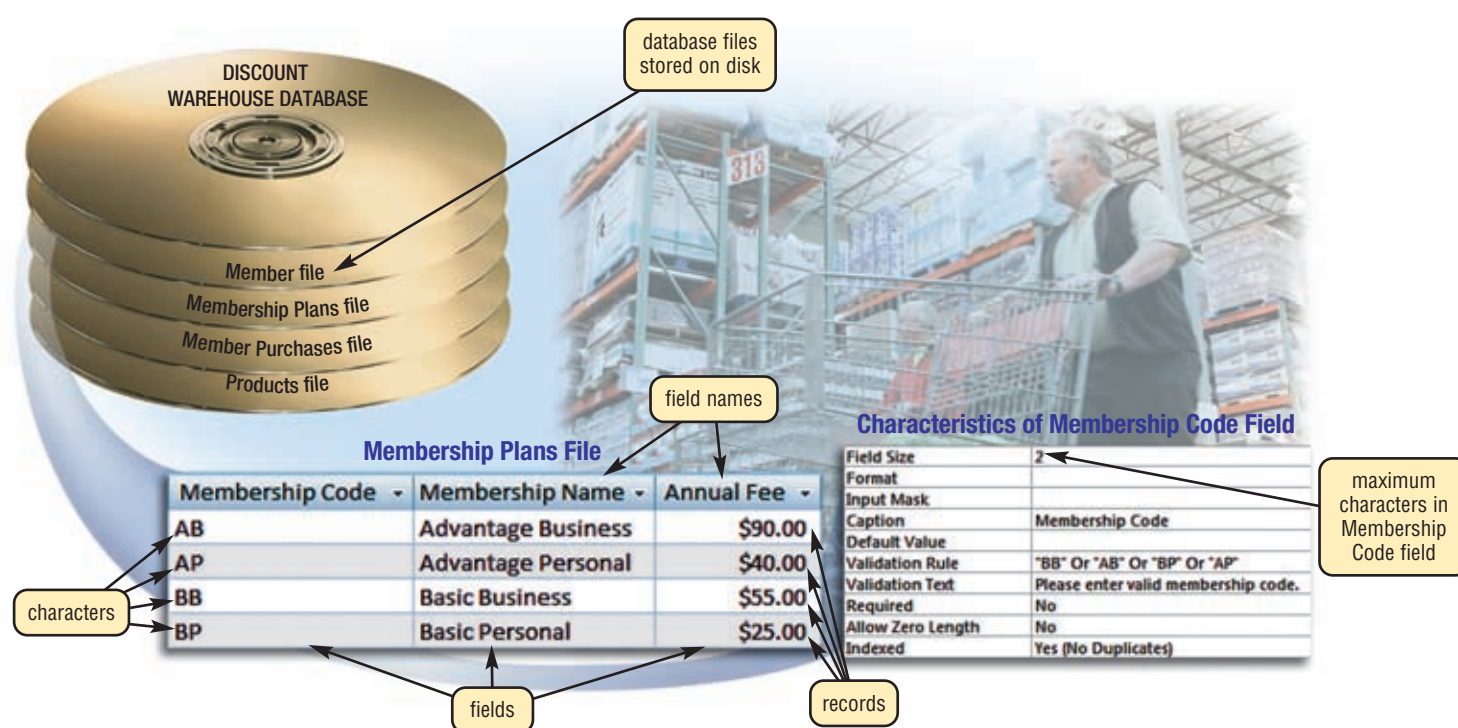 database files
stored on disk
DISCOUNT
WAREHOUSE DATABASE
Member file
Membership Plans file
Member Purchases file
Products file
313
field names
Membership Plans File
Membership Code Membership Name Annual Fee
AB Advantage Business $90.00
AP Advantage Personal $40.00
BB Basic Business $55.00
BP Basic Personal $25.00
characters
fields
records
Characteristics of Membership Code Field
Field Size 2
Format
Input Mask
Caption Membership Code
Default Value
Validation Rule "BB" Or "AB" Or "BP" Or "AP"
Validation Text Please enter valid membership code.
Required No
Allow Zero Length No
Indexed Yes (No Duplicates)
maximum
characters in
Membership
Code field